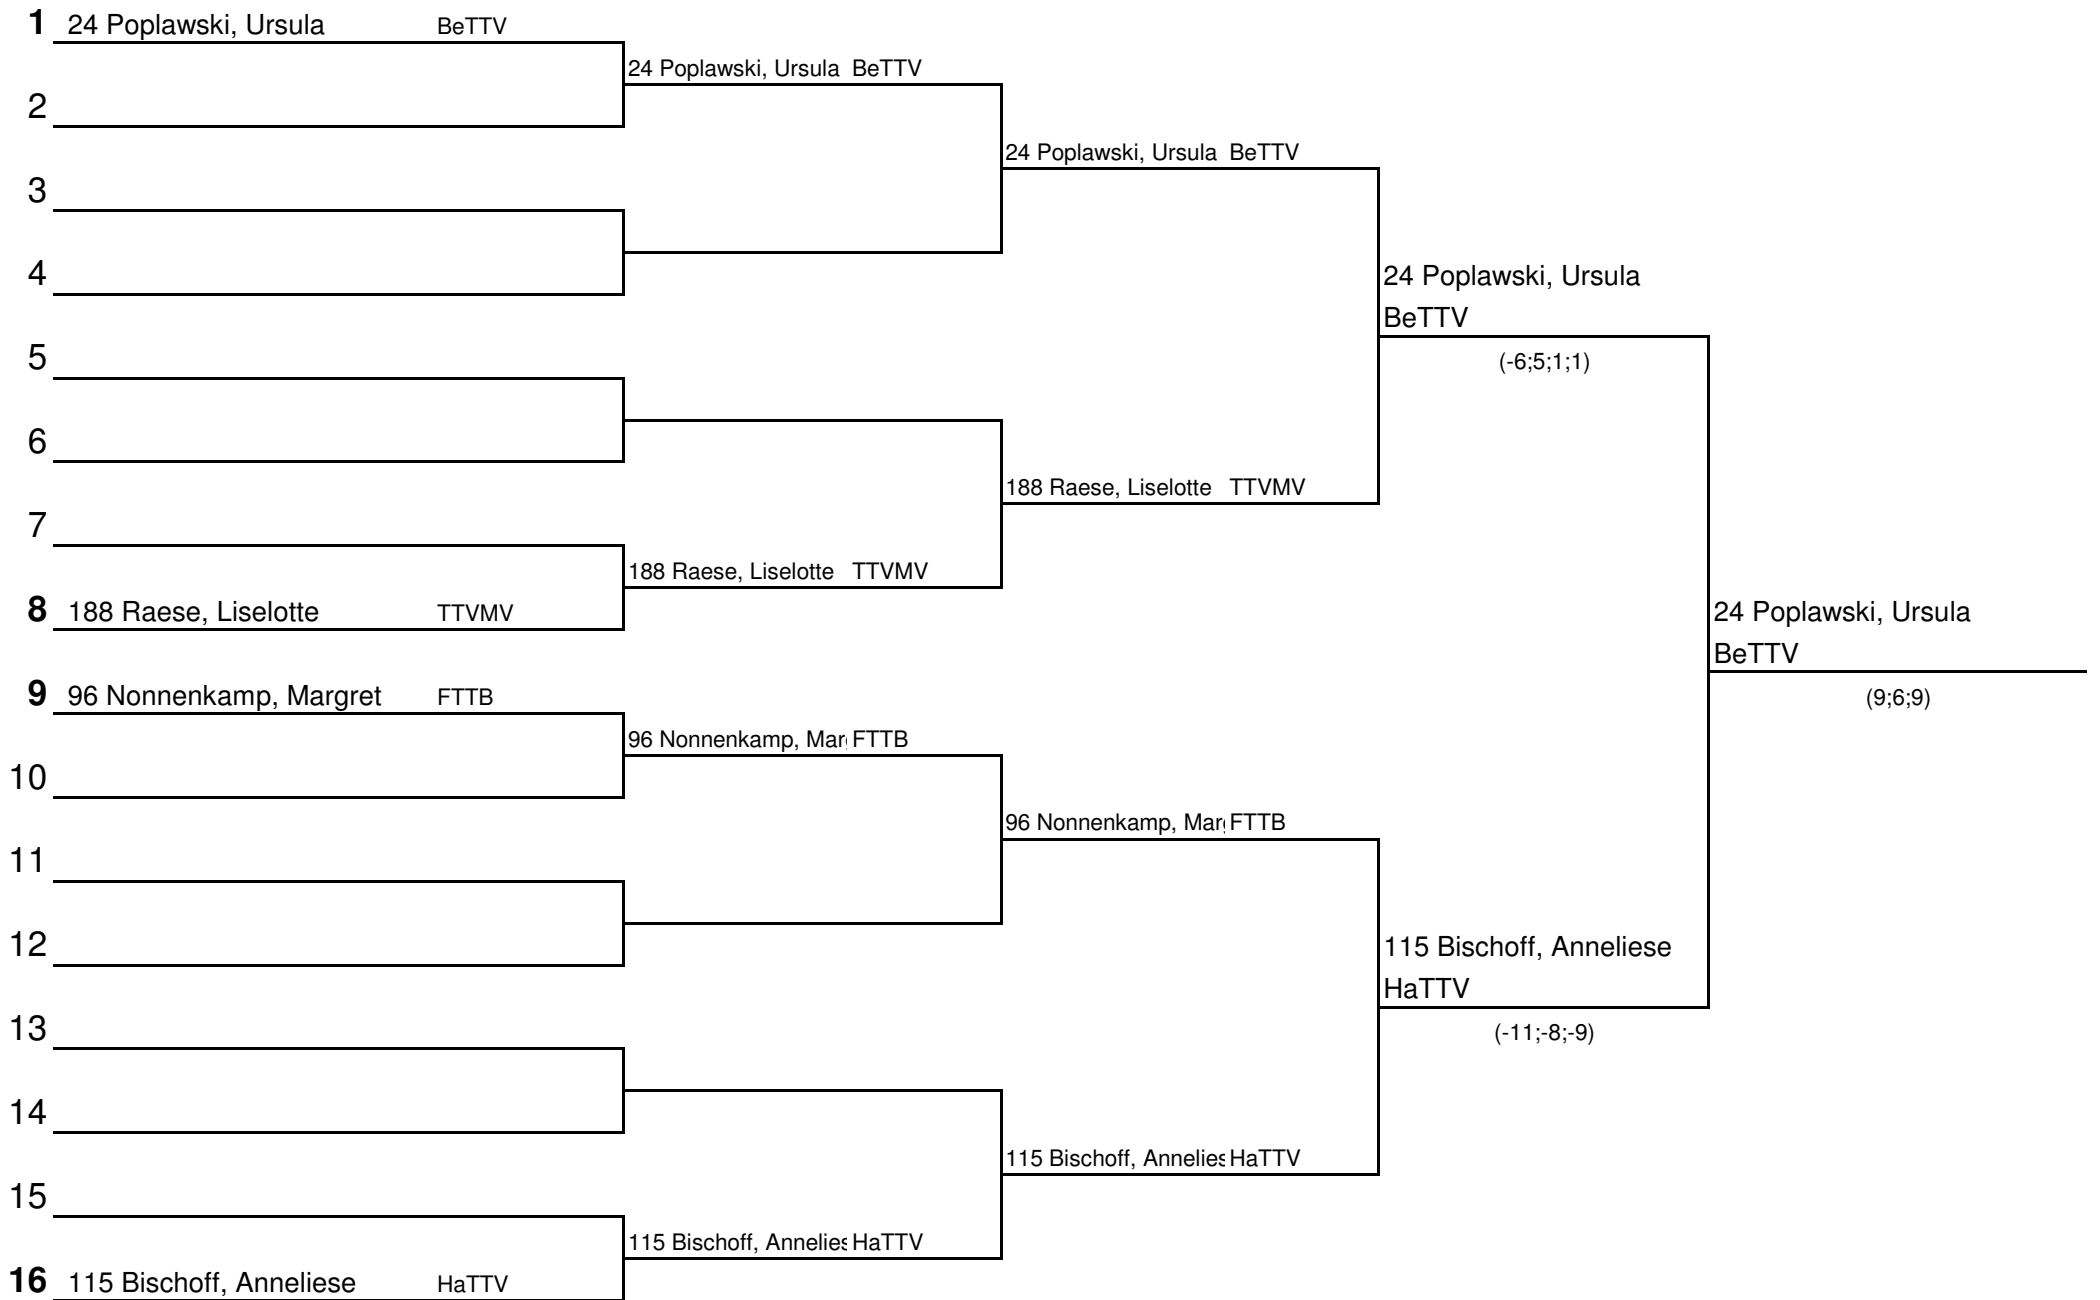 1 24 Poplawski, Ursula BeTTV
24 Poplawski, Ursula BeTTV
2
24 Poplawski, Ursula BeTTV
3
4
24 Poplawski, Ursula
BeTTV
5
(-6;5;1;1)
6
188 Raese, Liselotte TTVMV
7
188 Raese, Liselotte TTVMV
8 188 Raese, Liselotte TTVMV
24 Poplawski, Ursula
BeTTV
9 96 Nonnenkamp, Margret FTTB
(9;6;9)
96 Nonnenkamp, Mar FTTB
10
96 Nonnenkamp, Mar FTTB
11
12
115 Bischoff, Anneliese
HaTTV
13
(-11;-8;-9)
14
115 Bischoff, Annelies HaTTV
15
115 Bischoff, Annelies HaTTV
16 115 Bischoff, Anneliese HaTTV